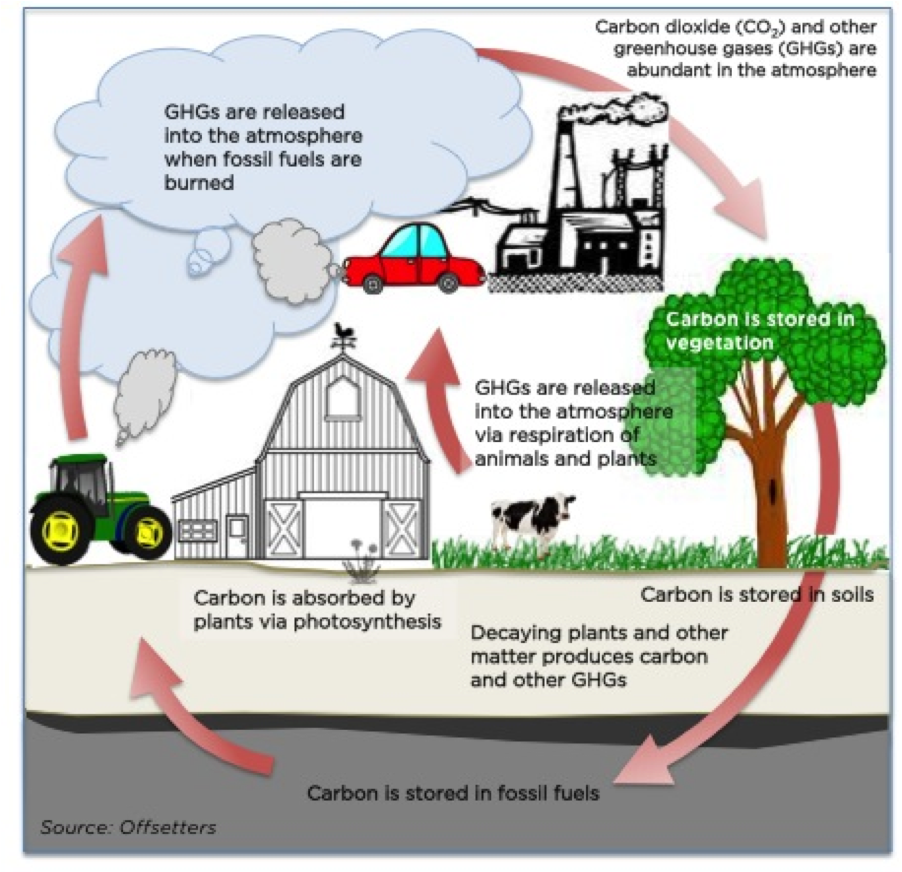 Carbon dioxide (CO₂) and other
greenhouse gases (GHGs) are
abundant in the atmosphere
GHGs are released
into the atmosphere
when fossil fuels are
burned
Carbon is stored in
vegetation
GHGs are released
into the atmosphere
via respiration of
animals and plants
Carbon is absorbed by
plants via photosynthesis
Carbon is stored in soils
Decaying plants and other
matter produces carbon
and other GHGs
Carbon is stored in fossil fuels
Source: Offsetters